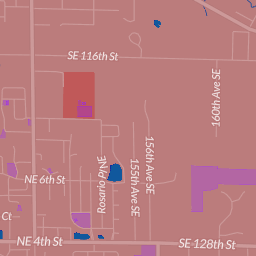 SE 116th St
160th Ave SE
156th Ave SE
155th Ave SE
Rosario Pl NE
NE 6th St
Ct
NE 4th St
SE 128th St